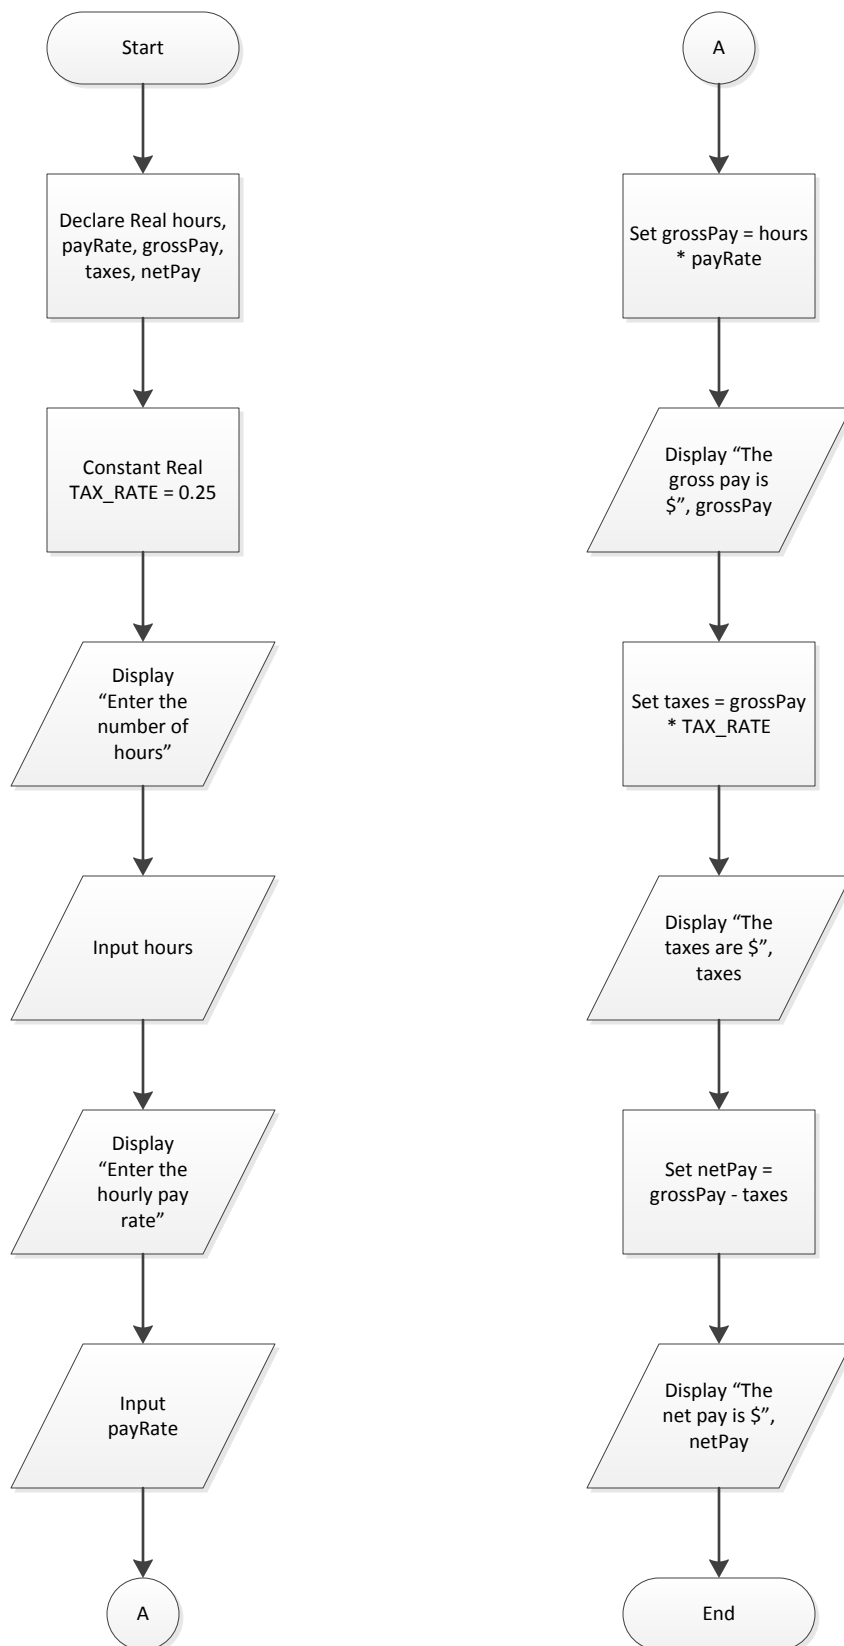 Start
Declare Real hours,
payRate, grossPay,
taxes, netPay
Constant Real
TAX_RATE = 0.25
Display
“Enter the
number of
hours”
Input hours
Display
“Enter the
hourly pay
rate”
Input
payRate
A
A
Set grossPay = hours
* payRate
Display “The
gross pay is
$”, grossPay
Set taxes = grossPay
* TAX_RATE
Display “The
taxes are $”,
taxes
Set netPay =
grossPay - taxes
Display “The
net pay is $”,
netPay
End